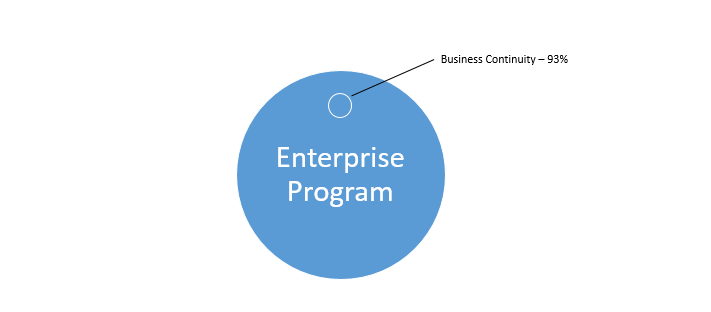 Business Continuity – 93%
Enterprise
Program